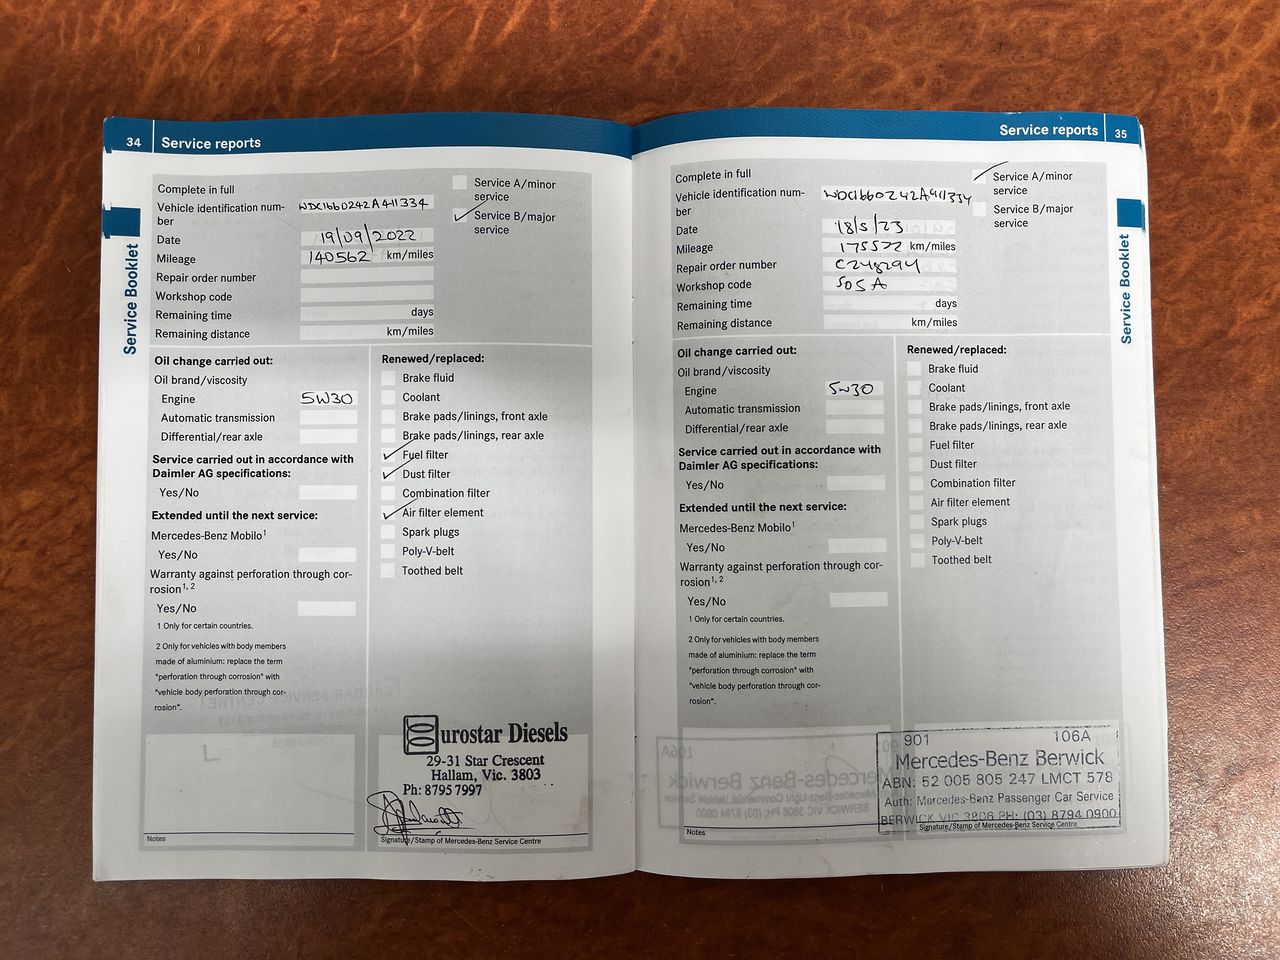 34 Service reports
Complete in full
Service A/minor
service
Vehicle identification num-
ber
WDC1660242A411334
Service B/major
service
Date 19/09/2022
Mileage 140562 km/miles
Repair order number
Workshop code
Remaining time days
Remaining distance km/miles
Oil change carried out:
Oil brand/viscosity
Engine 5W30
Automatic transmission
Differential/rear axle
Service carried out in accordance with
Daimler AG specifications:
Yes/No
Extended until the next service:
Mercedes-Benz Mobilo1
Yes/No
Warranty against perforation through cor-
rosion1, 2
Yes/No
1 Only for certain countries.
2 Only for vehicles with body members
made of aluminium: replace the term
"perforation through corrosion" with
"vehicle body perforation through cor-
rosion".
Renewed/replaced:
Brake fluid
Coolant
Brake pads/linings, front axle
Brake pads/linings, rear axle
Fuel filter
Dust filter
Combination filter
Air filter element
Spark plugs
Poly-V-belt
Toothed belt
Eurostar Diesels
29-31 Star Crescent
Hallam, Vic. 3803
Ph: 8795 7997
Notes
Signature/Stamp of Mercedes-Benz Service Centre
Service Booklet
Service reports 35
Complete in full
Service A/minor
service
Vehicle identification num-
ber
WDC1660242A411334
Service B/major
service
Date 18/5/23
Mileage 175522 km/miles
Repair order number C248294
Workshop code 505A
Remaining time days
Remaining distance km/miles
Oil change carried out:
Oil brand/viscosity
Engine 5W30
Automatic transmission
Differential/rear axle
Service carried out in accordance with
Daimler AG specifications:
Yes/No
Extended until the next service:
Mercedes-Benz Mobilo1
Yes/No
Warranty against perforation through cor-
rosion1, 2
Yes/No
1 Only for certain countries.
2 Only for vehicles with body members
made of aluminium: replace the term
"perforation through corrosion" with
"vehicle body perforation through cor-
rosion".
Renewed/replaced:
Brake fluid
Coolant
Brake pads/linings, front axle
Brake pads/linings, rear axle
Fuel filter
Dust filter
Combination filter
Air filter element
Spark plugs
Poly-V-belt
Toothed belt
901 106A
Mercedes-Benz Berwick
ABN: 52 005 805 247 LMCT 578
Auth: Mercedes-Benz Passenger Car Service
BERWICK VIC 3806 PH: (03) 8794 0900
Notes
Signature/Stamp of Mercedes-Benz Service Centre
Service Booklet